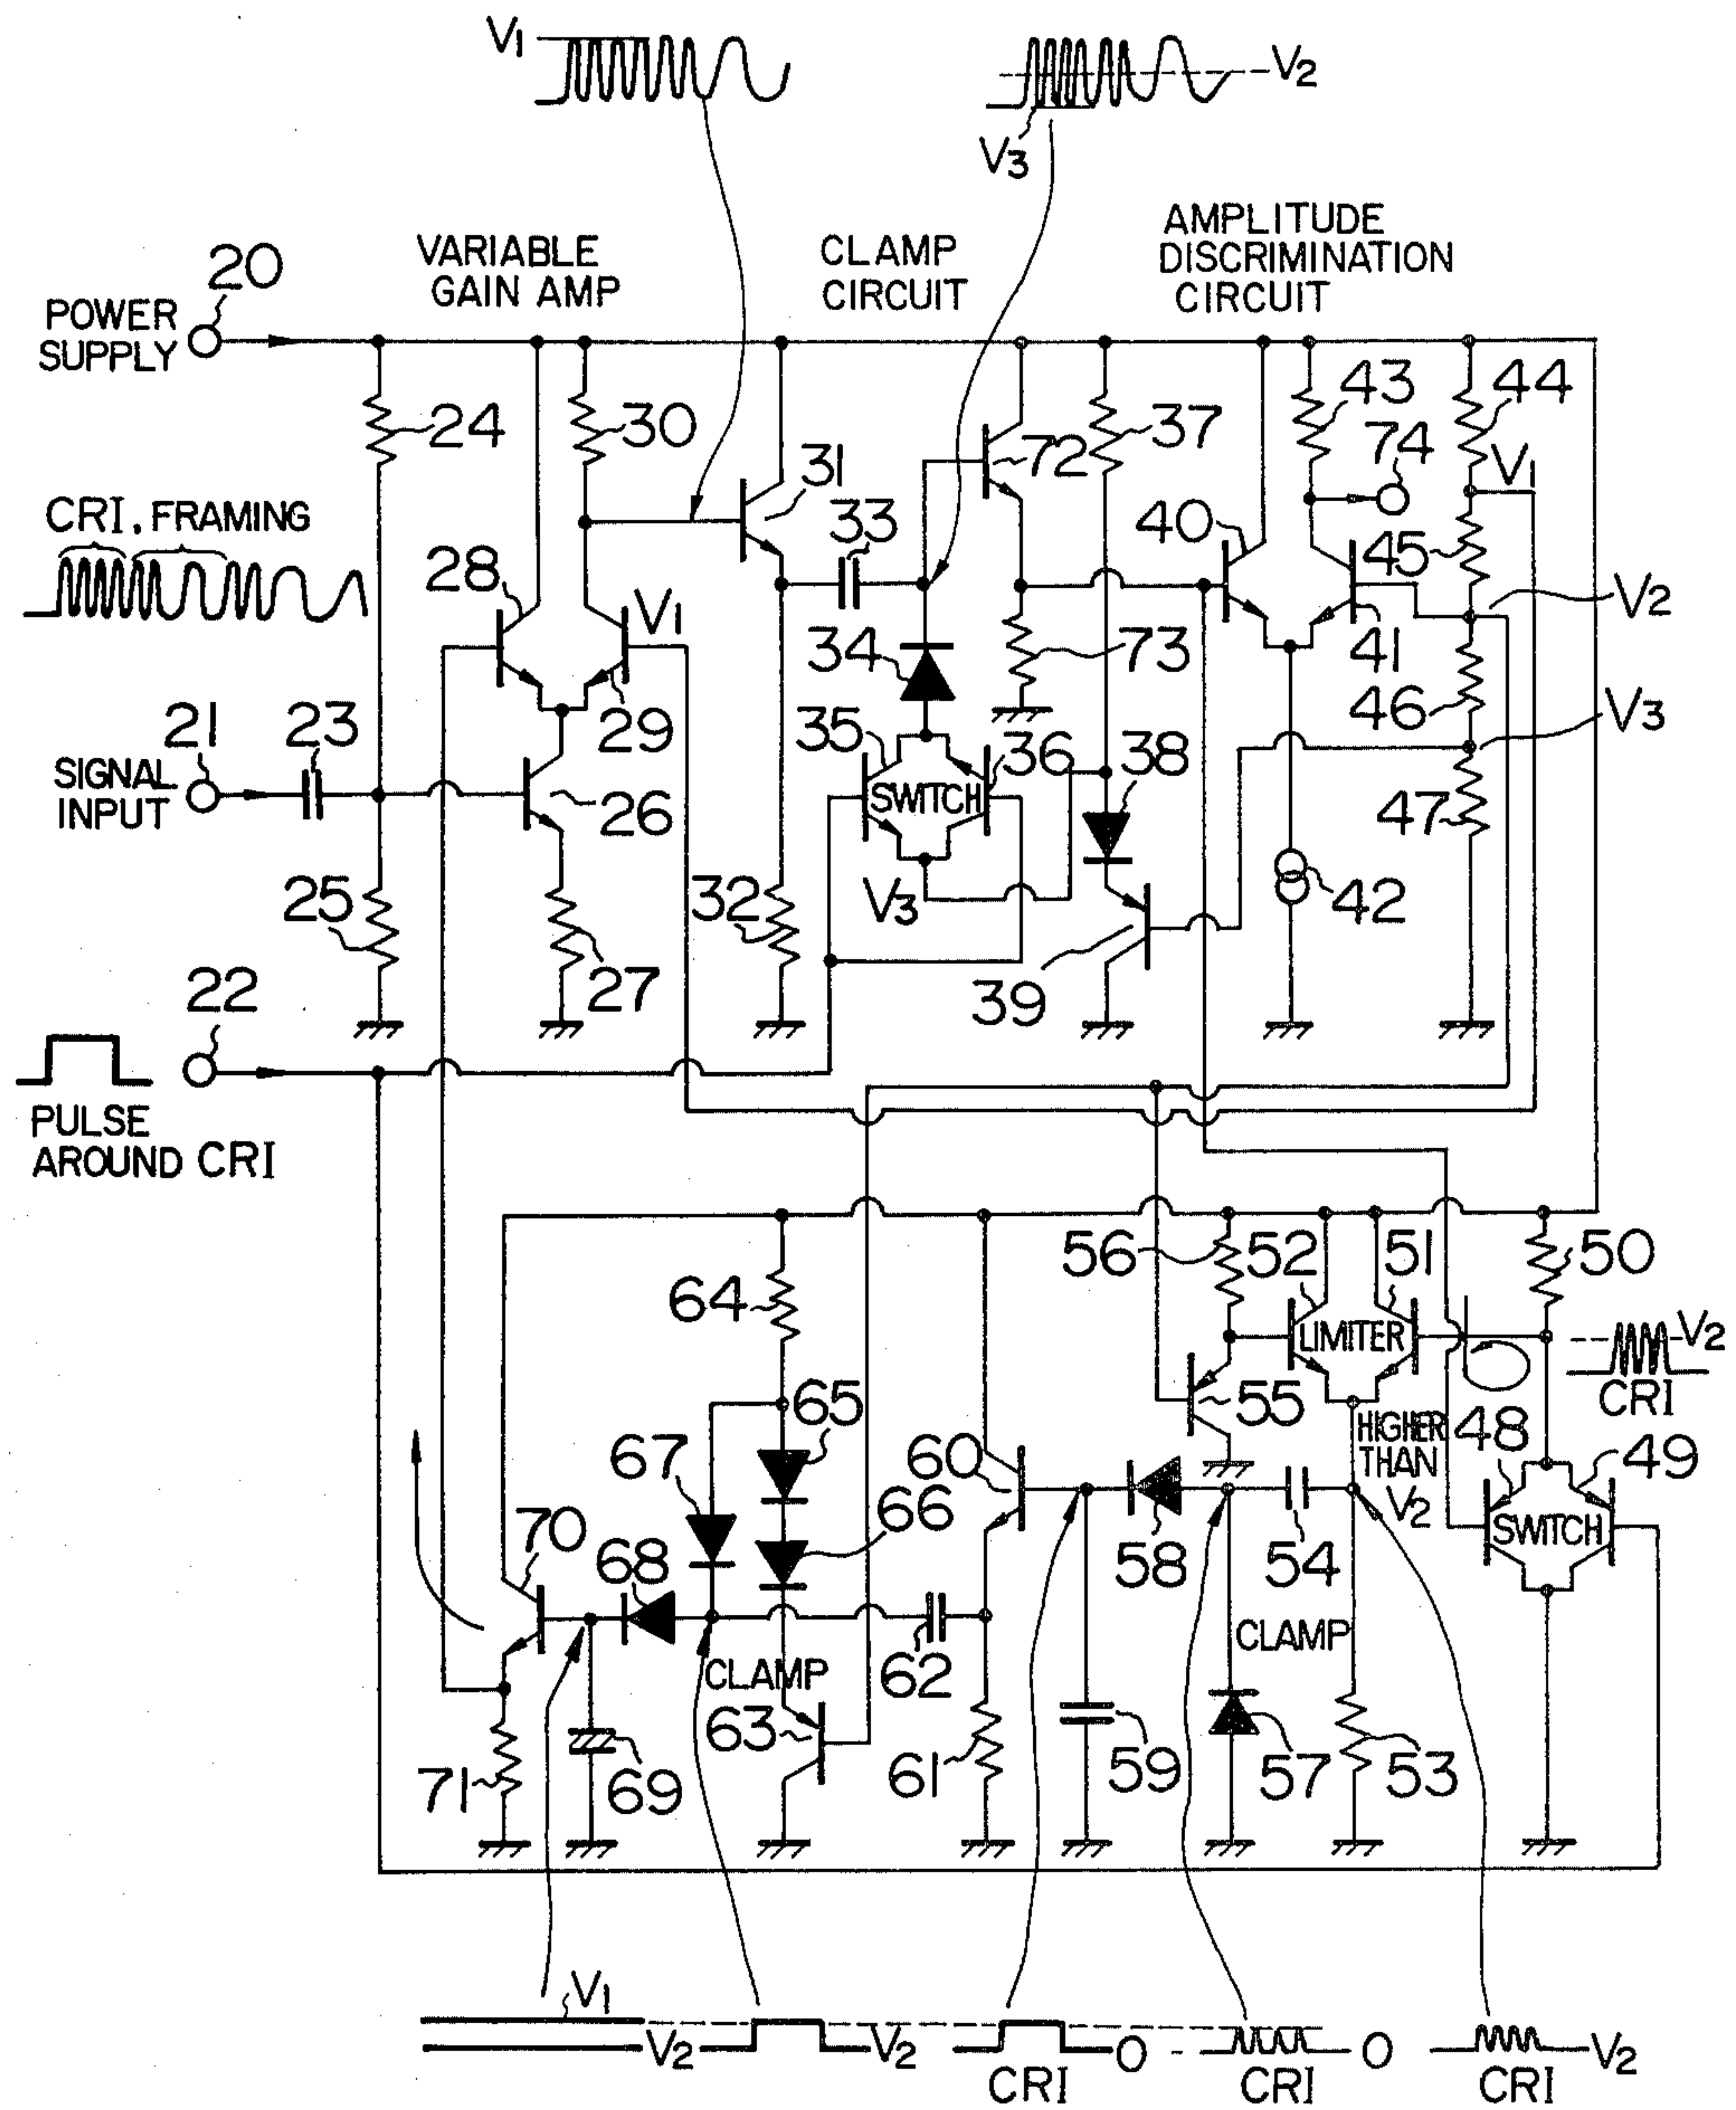 V1
V2
V3
VARIABLE
GAIN AMP
CLAMP
CIRCUIT
AMPLITUDE
DISCRIMINATION
CIRCUIT
20
POWER
SUPPLY
24
30
31
33
72
37
43
44
74
V1
40
45
CRI, FRAMING
28
V1
34
73
41
V2
46
V3
21
23
29
35
36
38
SIGNAL
INPUT
26
SWITCH
47
25
27
32
V3
39
42
22
PULSE
AROUND CRI
56
52
51
50
64
LIMITER
V2
CRI
65
55
HIGHER
THAN
V2
48
49
67
60
66
SWITCH
70
68
58
54
CLAMP
62
CLAMP
63
71
69
61
59
57
53
V1
V2
V2
O
O
V2
CRI
CRI
CRI